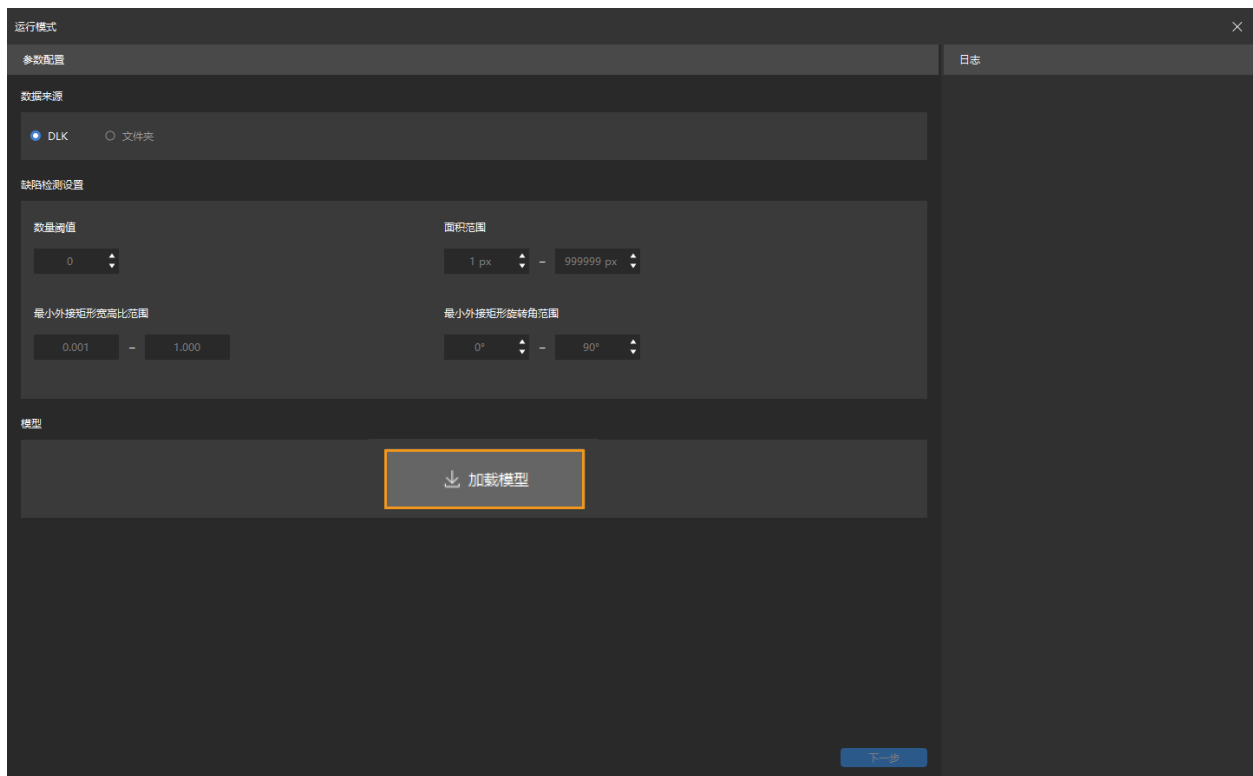 运行模式
参数配置
日志
数据来源
DLK 文件夹
缺陷检测设置
数量阈值 面积范围
0 1 px – 999999 px
最小外接矩形宽高比范围 最小外接矩形旋转角范围
0.001 – 1.000 0° – 90°
模型
加载模型
下一步